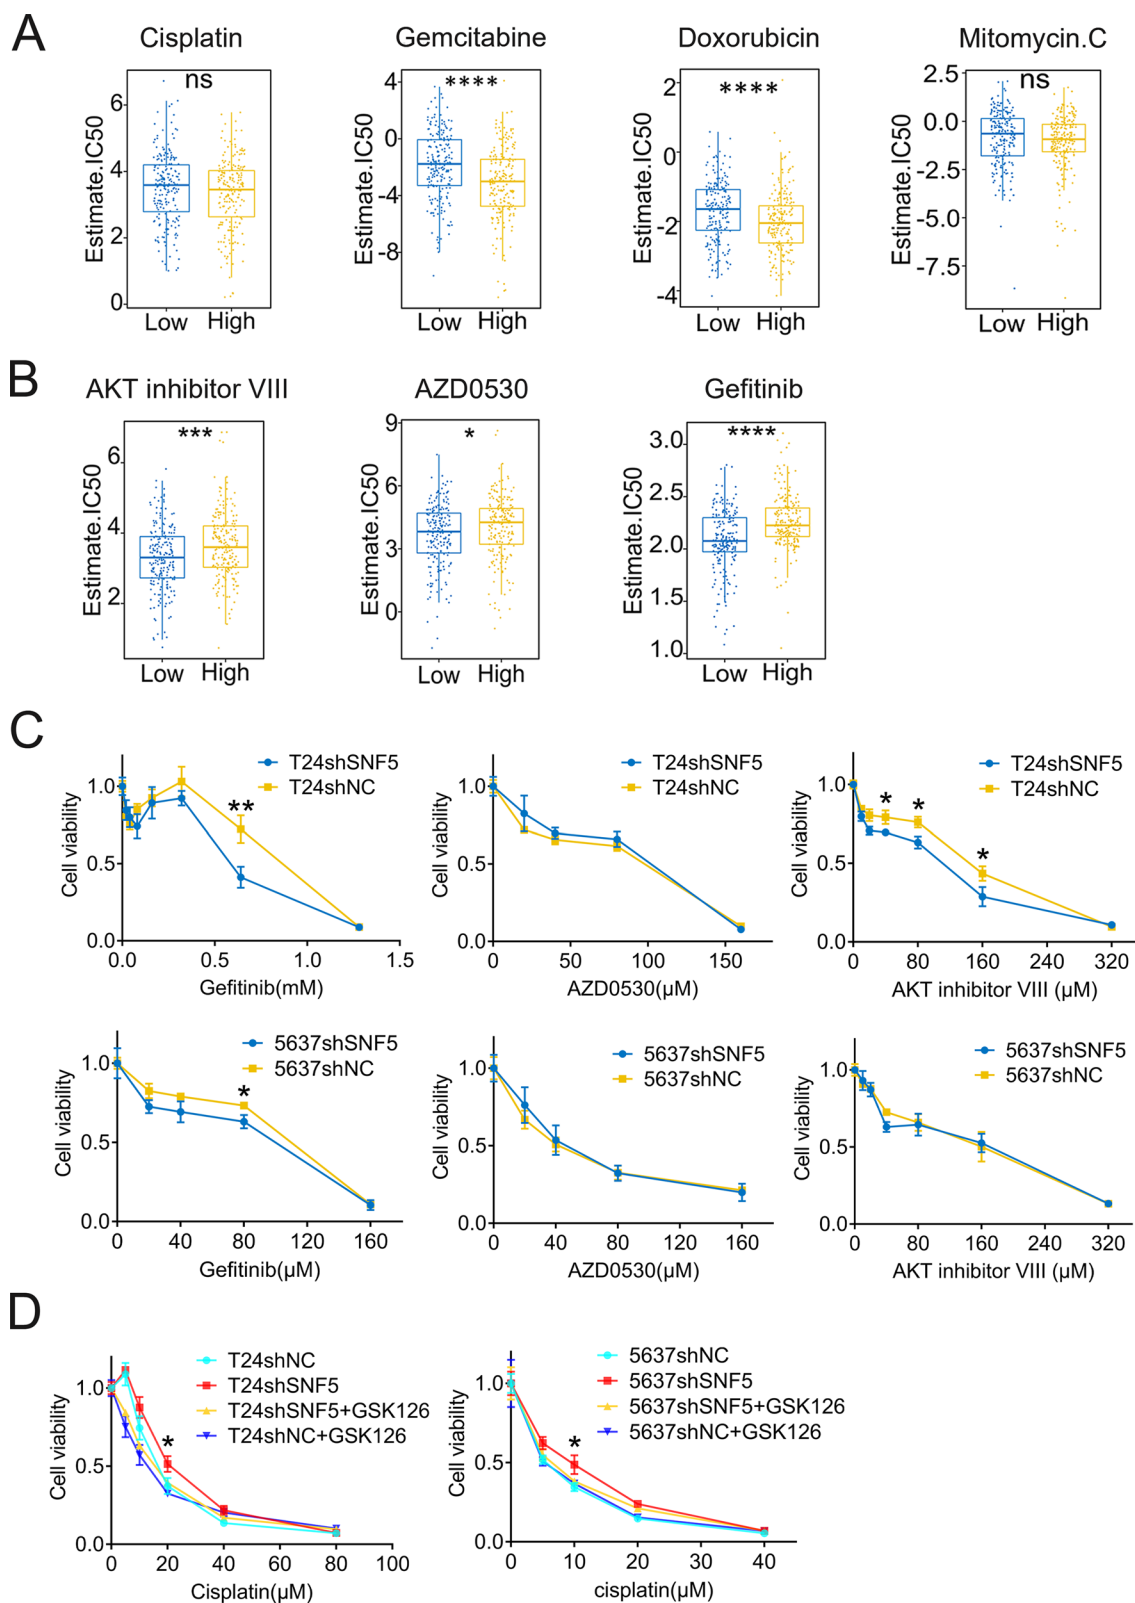 A
Cisplatin
Gemcitabine
Doxorubicin
Mitomycin.C
ns
****
****
ns
Estimate.IC50
6
4
2
0
Low High
Estimate.IC50
4
0
-4
-8
Low High
Estimate.IC50
2
0
-2
-4
Low High
Estimate.IC50
2.5
0.0
-2.5
-5.0
-7.5
Low High
B
AKT inhibitor VIII
AZD0530
Gefitinib
***
*
****
Estimate.IC50
6
4
2
Low High
Estimate.IC50
9
6
3
0
Low High
Estimate.IC50
3.0
2.5
2.0
1.5
1.0
Low High
C
T24shSNF5
T24shNC
**
Cell viability
1.0
0.5
0.0
0.0 0.5 1.0 1.5
Gefitinib(mM)
T24shSNF5
T24shNC
Cell viability
1.0
0.5
0.0
0 50 100 150
AZD0530(μM)
T24shSNF5
T24shNC
* * *
Cell viability
1.0
0.5
0.0
0 80 160 240 320
AKT inhibitor VIII (μM)
5637shSNF5
5637shNC
*
Cell viability
1.0
0.5
0.0
0 40 80 120 160
Gefitinib(μM)
5637shSNF5
5637shNC
Cell viability
1.0
0.5
0.0
0 40 80 120 160
AZD0530(μM)
5637shSNF5
5637shNC
Cell viability
1.0
0.5
0.0
0 80 160 240 320
AKT inhibitor VIII (μM)
D
T24shNC
T24shSNF5
T24shSNF5+GSK126
T24shNC+GSK126
*
Cell viability
1.0
0.5
0.0
0 20 40 60 80 100
Cisplatin(μM)
5637shNC
5637shSNF5
5637shSNF5+GSK126
5637shNC+GSK126
*
Cell viability
1.0
0.5
0.0
0 10 20 30 40
cisplatin(μM)